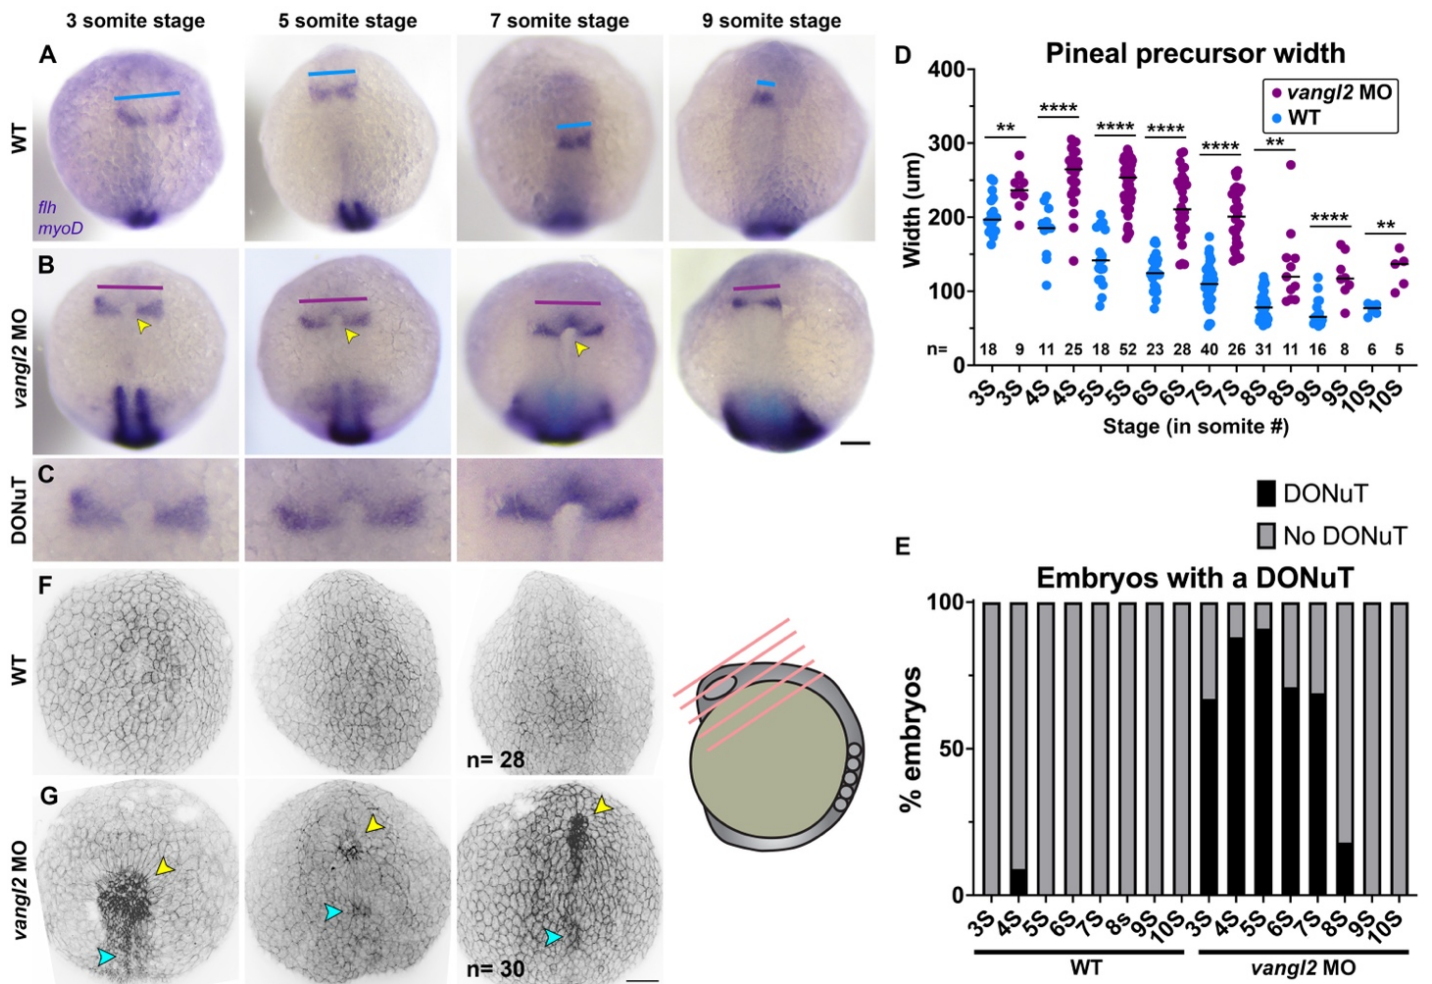 3 somite stage 5 somite stage 7 somite stage 9 somite stage
A
WT
flh
myoD
B
vangl2 MO
C
DONuT
F
WT
n= 28
G
vangl2 MO
n= 30
D
Pineal precursor width
vangl2 MO
WT
Width (um)
400
300
200
100
0
** **** **** **** **** ** **** **
n= 18 9 11 25 18 52 23 28 40 26 31 11 16 8 6 5
3S 3S 4S 4S 5S 5S 6S 6S 7S 7S 8S 8S 9S 9S 10S 10S
Stage (in somite #)
DONuT
No DONuT
E
Embryos with a DONuT
% embryos
100
50
0
3S 4S 5S 6S 7S 8s 9S 10S 3S 4S 5S 6S 7S 8S 9S 10S
WT vangl2 MO